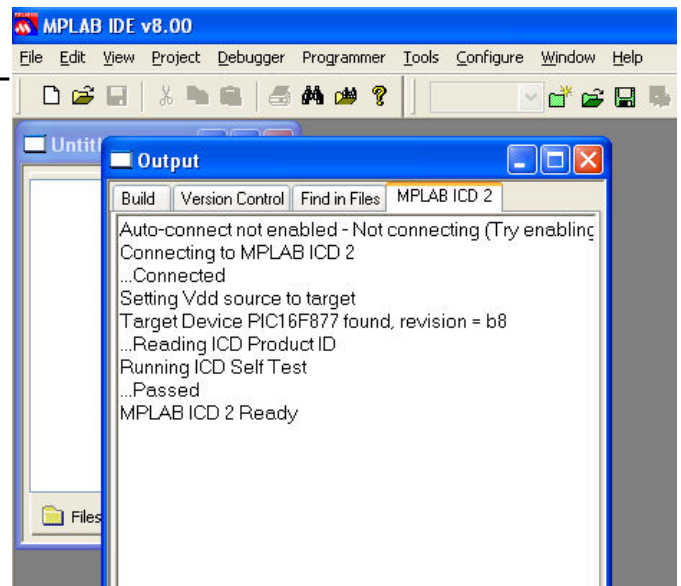 MPLAB IDE v8.00
File Edit View Project Debugger Programmer Tools Configure Window Help
Output
Build Version Control Find in Files MPLAB ICD 2
Auto-connect not enabled - Not connecting (Try enabling
Connecting to MPLAB ICD 2
...Connected
Setting Vdd source to target
Target Device PIC16F877 found, revision = b8
...Reading ICD Product ID
Running ICD Self Test
...Passed
MPLAB ICD 2 Ready
Files